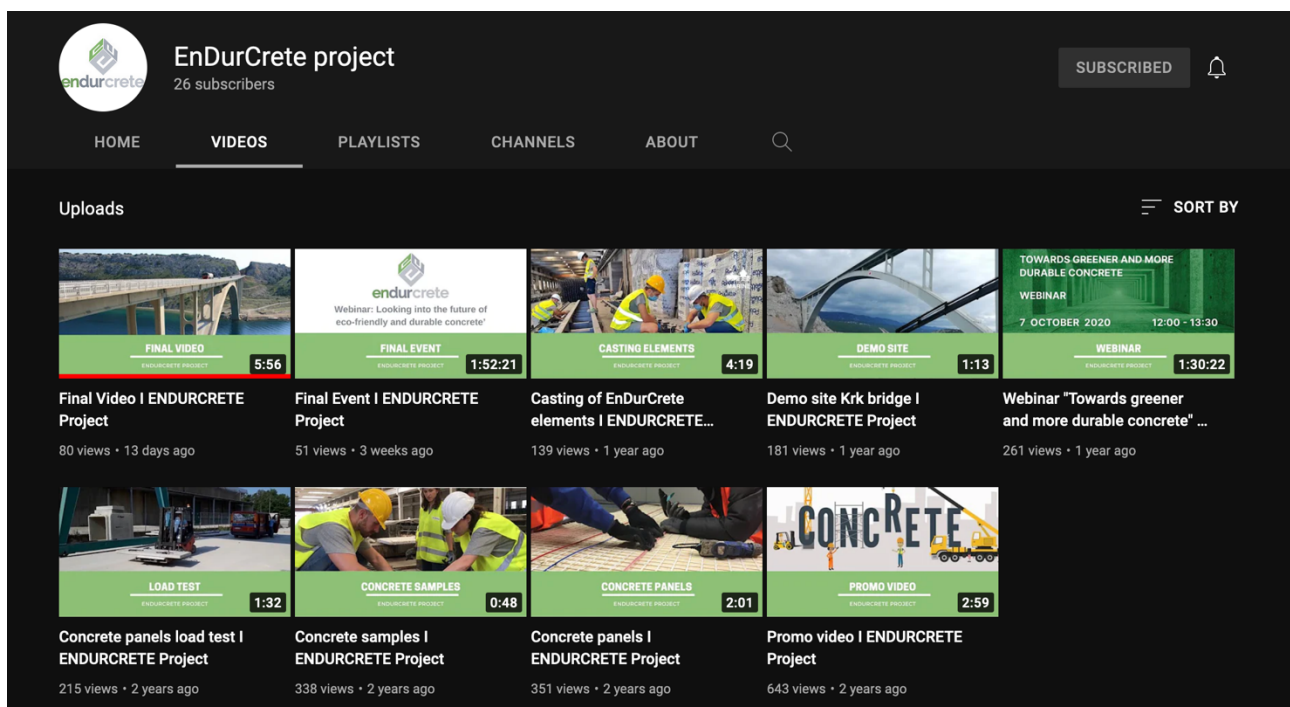 endurcrete
EnDurCrete project
26 subscribers
SUBSCRIBED
HOME
VIDEOS
PLAYLISTS
CHANNELS
ABOUT
Uploads
SORT BY
FINAL VIDEO
ENDURCRETE PROJECT
5:56
Final Video I ENDURCRETE
Project
80 views • 13 days ago
endurcrete
Webinar: Looking into the future of
eco-friendly and durable concrete'
FINAL EVENT
ENDURCRETE PROJECT
1:52:21
Final Event I ENDURCRETE
Project
51 views • 3 weeks ago
CASTING ELEMENTS
ENDURCRETE PROJECT
4:19
Casting of EnDurCrete
elements I ENDURCRETE...
139 views • 1 year ago
DEMO SITE
ENDURCRETE PROJECT
1:13
Demo site Krk bridge I
ENDURCRETE Project
181 views • 1 year ago
TOWARDS GREENER AND MORE
DURABLE CONCRETE
WEBINAR
7 OCTOBER 2020 12:00 - 13:30
WEBINAR
ENDURCRETE PROJECT
1:30:22
Webinar "Towards greener
and more durable concrete" ...
261 views • 1 year ago
LOAD TEST
ENDURCRETE PROJECT
1:32
Concrete panels load test I
ENDURCRETE Project
215 views • 2 years ago
CONCRETE SAMPLES
ENDURCRETE PROJECT
0:48
Concrete samples I
ENDURCRETE Project
338 views • 2 years ago
CONCRETE PANELS
ENDURCRETE PROJECT
2:01
Concrete panels I
ENDURCRETE Project
351 views • 2 years ago
CONCRETE
PROMO VIDEO
ENDURCRETE PROJECT
2:59
Promo video I ENDURCRETE
Project
643 views • 2 years ago